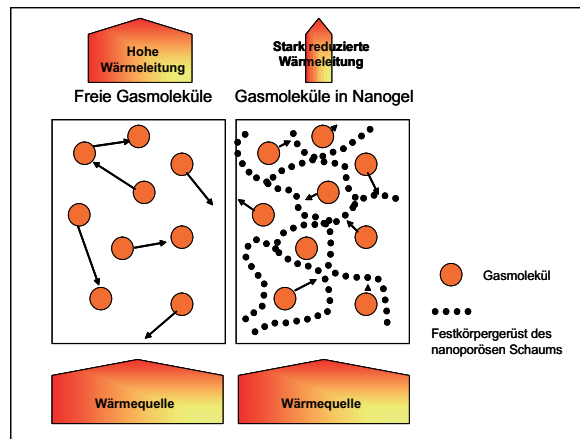 Hohe
Wärmeleitung
Stark reduzierte
Wärmeleitung
Freie Gasmoleküle
Gasmoleküle in Nanogel
Gasmolekül
Festkörpergerüst des
nanoporösen Schaums
Wärmequelle
Wärmequelle